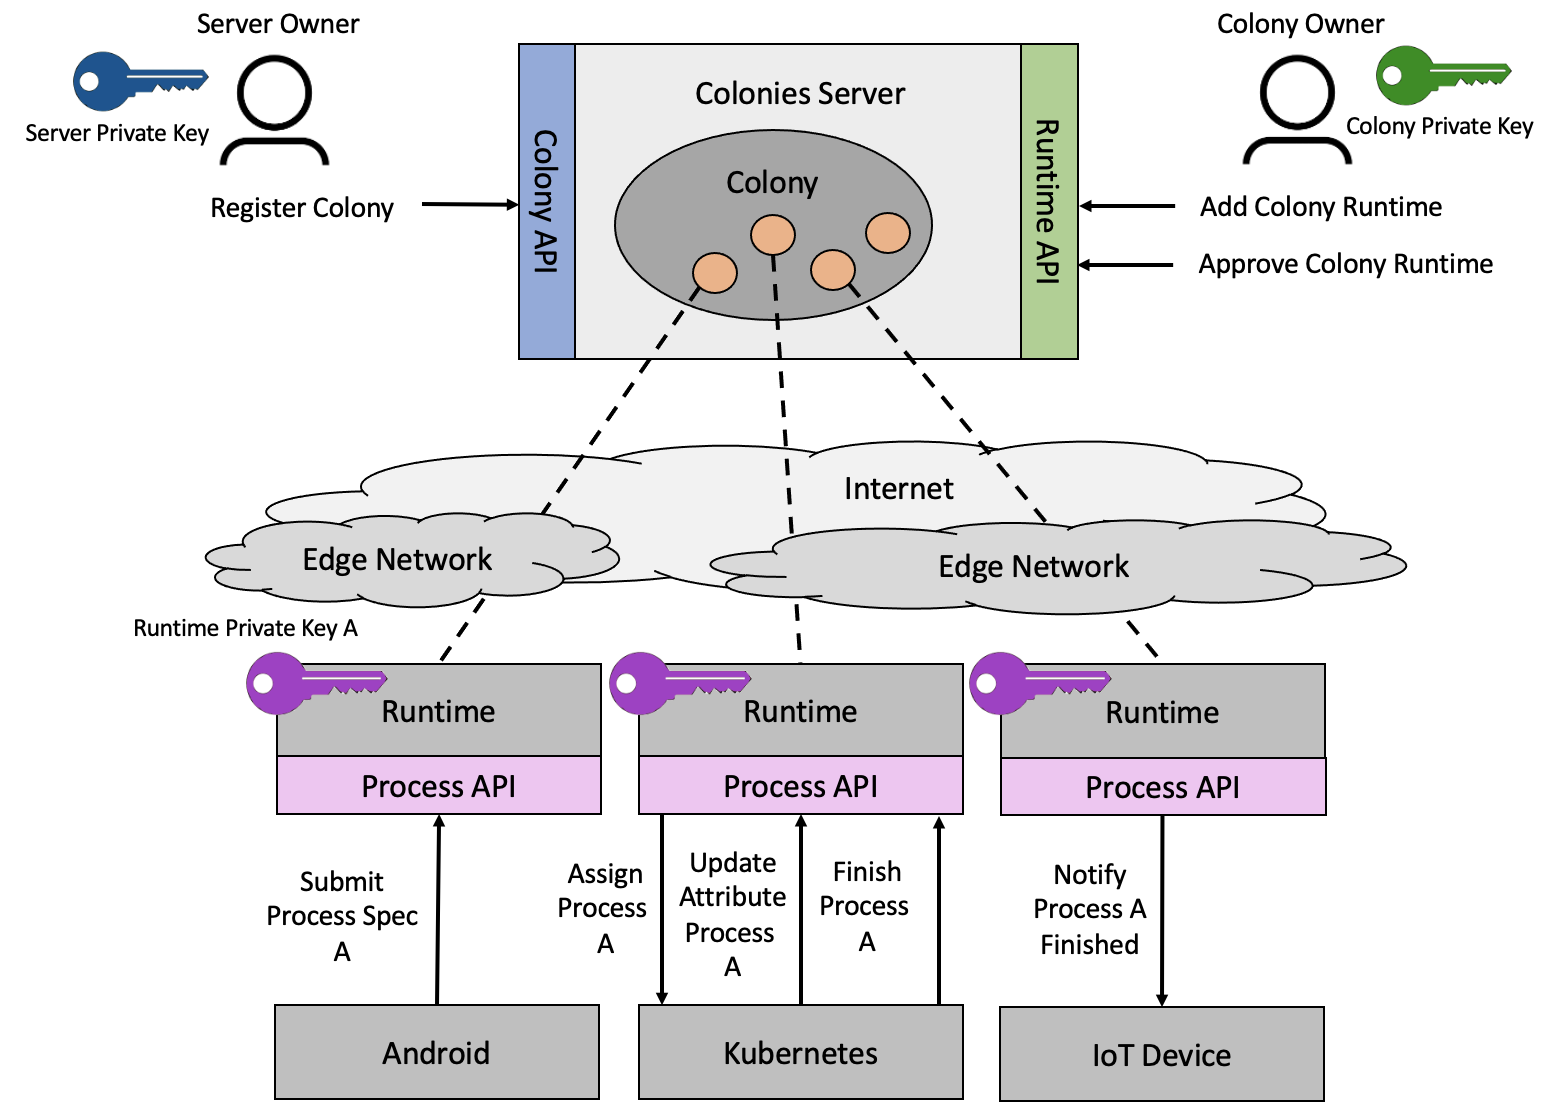 Server Owner
Colony Owner
Server Private Key
Colony Private Key
Colonies Server
Colony API
Runtime API
Colony
Register Colony
Add Colony Runtime
Approve Colony Runtime
Internet
Edge Network
Edge Network
Runtime Private Key A
Runtime
Runtime
Runtime
Process API
Process API
Process API
Submit
Process Spec
A
Assign
Process
A
Update
Attribute
Process
A
Finish
Process
A
Notify
Process A
Finished
Android
Kubernetes
IoT Device